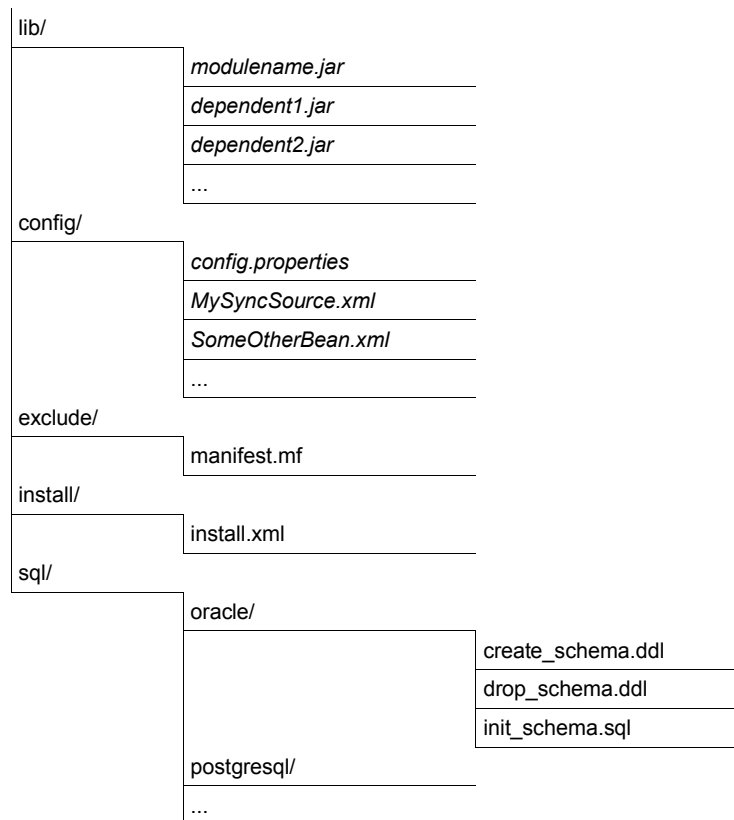 lib/
modulename.jar
dependent1.jar
dependent2.jar
...
config/
config.properties
MySyncSource.xml
SomeOtherBean.xml
...
exclude/
manifest.mf
install/
install.xml
sql/
oracle/
create_schema.ddl
drop_schema.ddl
init_schema.sql
postgresql/
...